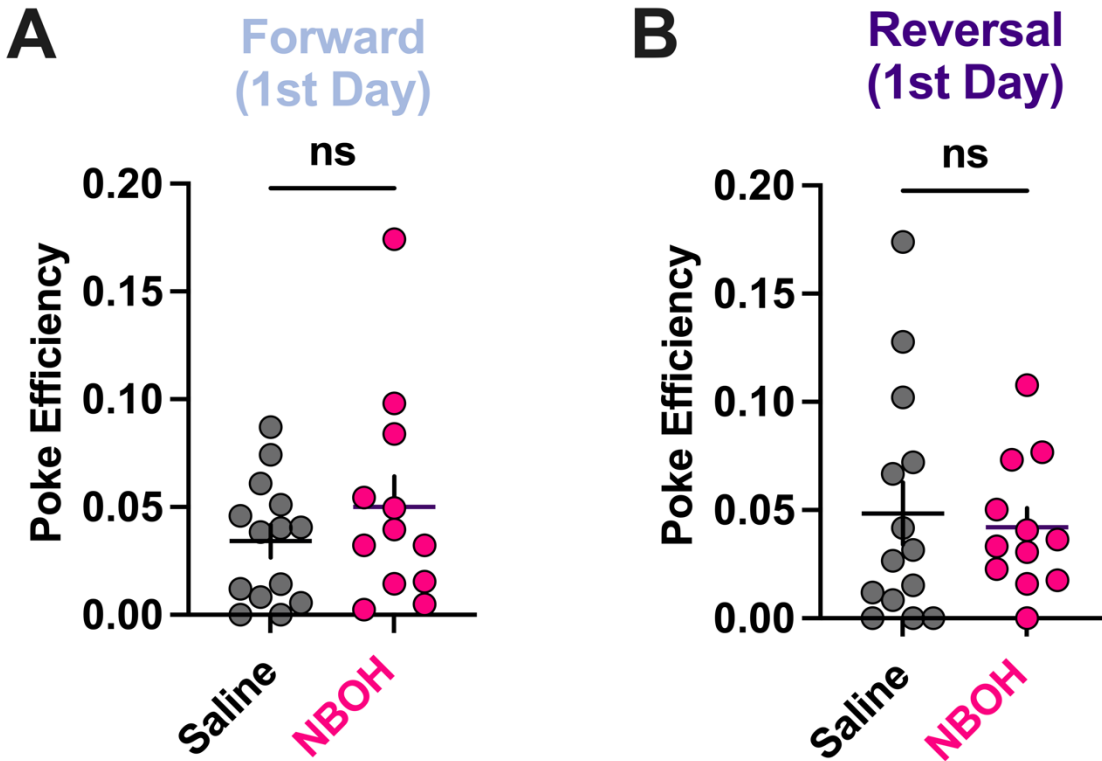 A
Forward
(1st Day)
ns
0.20
0.15
0.10
0.05
0.00
Poke Efficiency
Saline
NBOH
B
Reversal
(1st Day)
ns
0.20
0.15
0.10
0.05
0.00
Poke Efficiency
Saline
NBOH